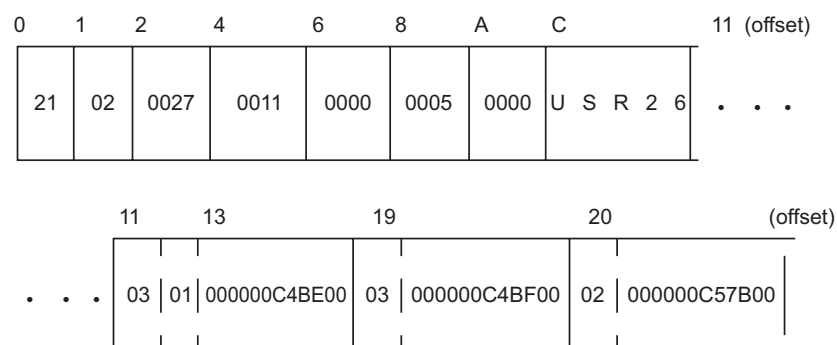 0 1 2 4 6 8 A C 11 (offset)
21 02 0027 0011 0000 0005 0000 U S R 2 6 . . .
11 13 19 20 (offset)
. . . 03 01 000000C4BE00 03 000000C4BF00 02 000000C57B00